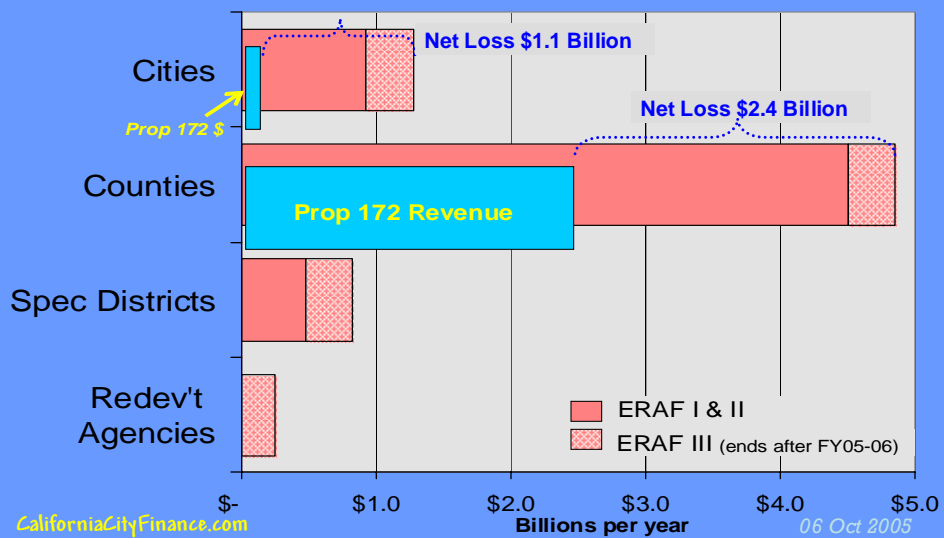 Net Loss $1.1 Billion
Cities
Prop 172 $
Net Loss $2.4 Billion
Counties
Prop 172 Revenue
Spec Districts
Redev't
Agencies
ERAF I & II
ERAF III (ends after FY05-06)
$- $1.0 $2.0 $3.0 $4.0 $5.0
Billions per year
CaliforniaCityFinance.com
06 Oct 2005